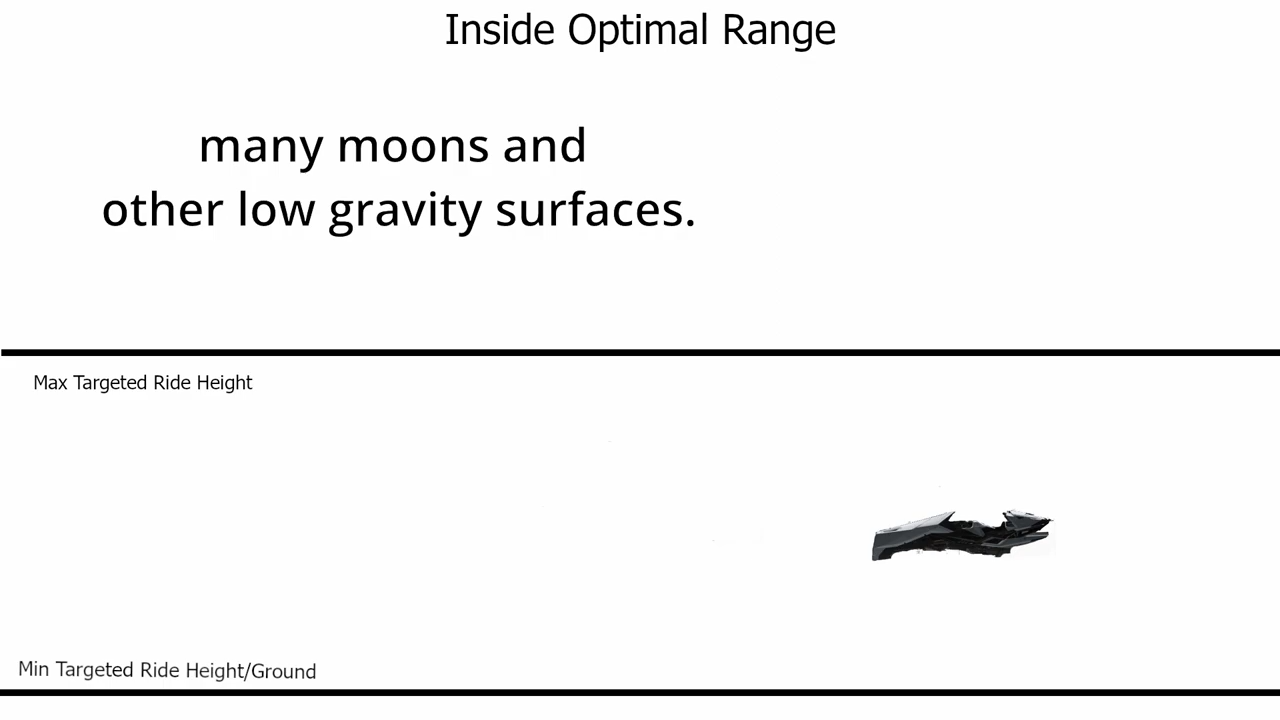 Inside Optimal Range
many moons and
other low gravity surfaces.
Max Targeted Ride Height
Min Targeted Ride Height/Ground